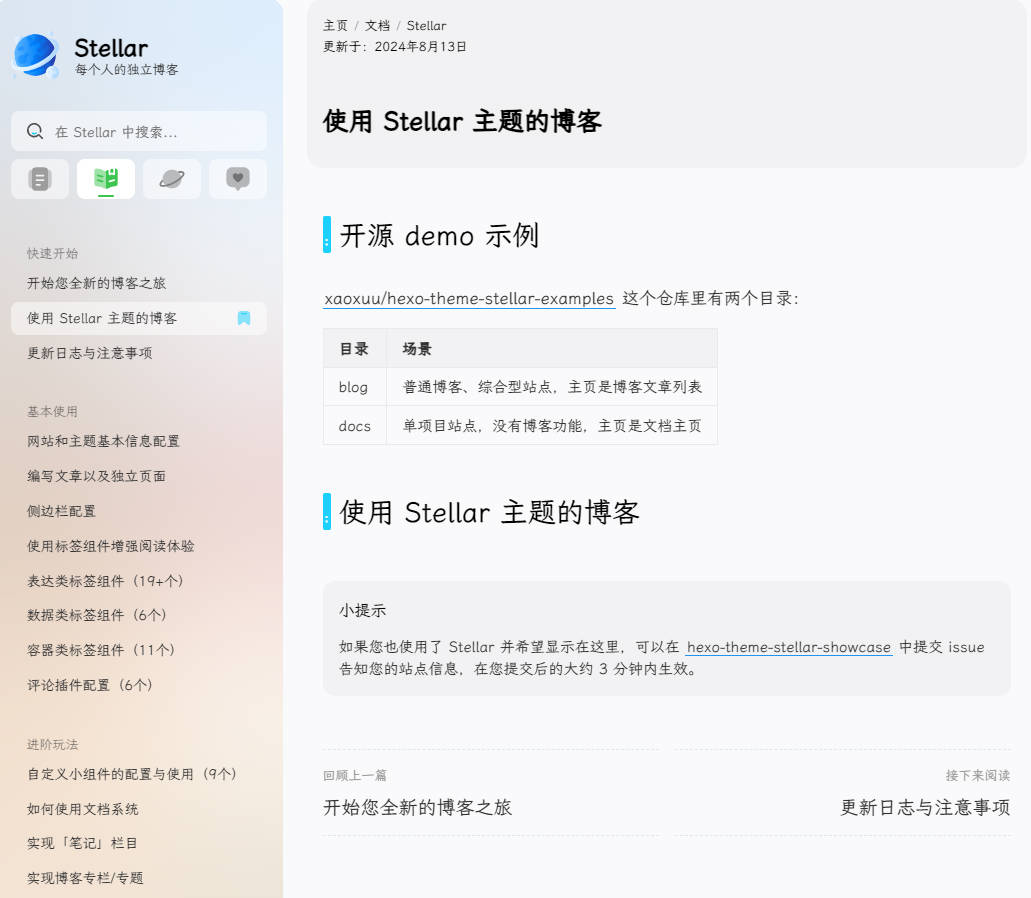 Stellar
每个人的独立博客
在 Stellar 中搜索...
快速开始
开始您全新的博客之旅
使用 Stellar 主题的博客
更新日志与注意事项
基本使用
网站和主题基本信息配置
编写文章以及独立页面
侧边栏配置
使用标签组件增强阅读体验
表达类标签组件（19+个）
数据类标签组件（6个）
容器类标签组件（11个）
评论插件配置（6个）
进阶玩法
自定义小组件的配置与使用（9个）
如何使用文档系统
实现「笔记」栏目
实现博客专栏/专题
主页 / 文档 / Stellar
更新于：2024年8月13日
使用 Stellar 主题的博客
开源 demo 示例
xaoxuu/hexo-theme-stellar-examples 这个仓库里有两个目录：
目录 场景
blog 普通博客、综合型站点，主页是博客文章列表
docs 单项目站点，没有博客功能，主页是文档主页
使用 Stellar 主题的博客
小提示
如果您也使用了 Stellar 并希望显示在这里，可以在 hexo-theme-stellar-showcase 中提交 issue
告知您的站点信息，在您提交后的大约 3 分钟内生效。
回顾上一篇 接下来阅读
开始您全新的博客之旅 更新日志与注意事项